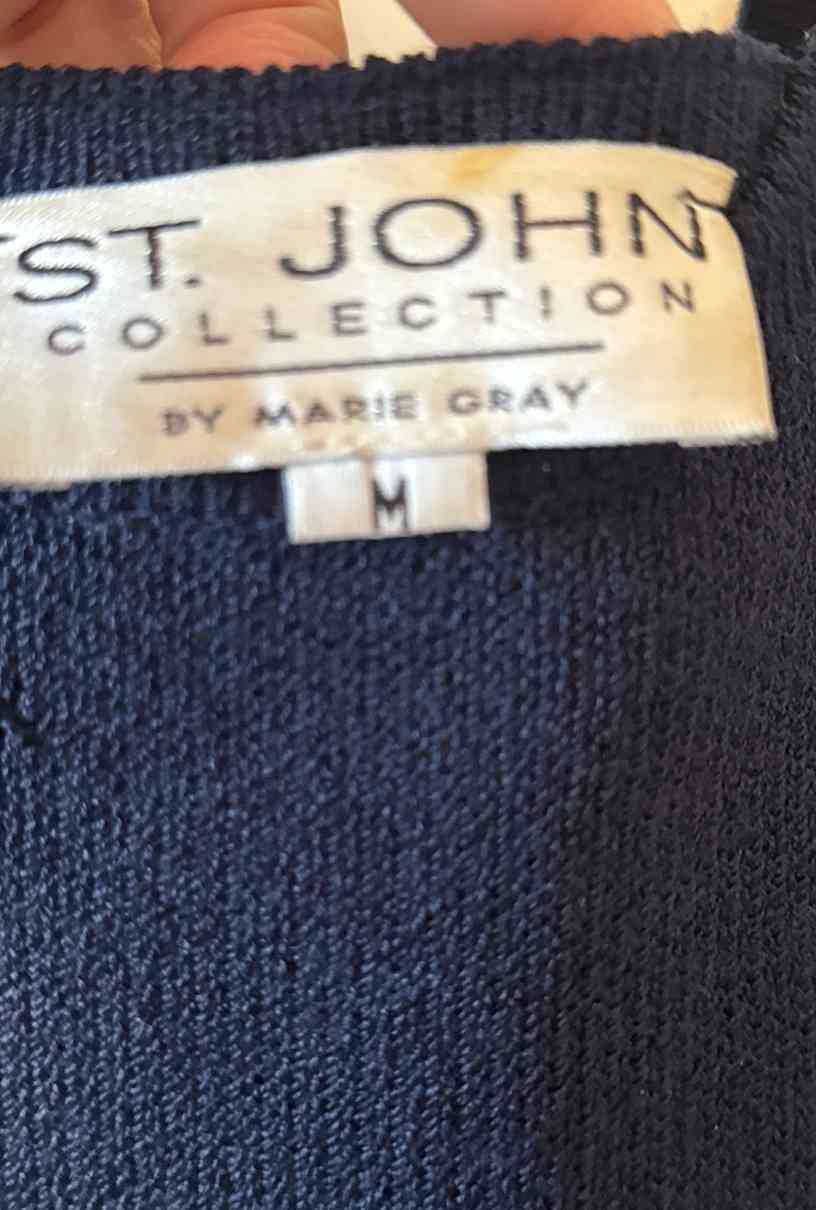 ST. JOHN
COLLECTION
BY MARIE GRAY
M